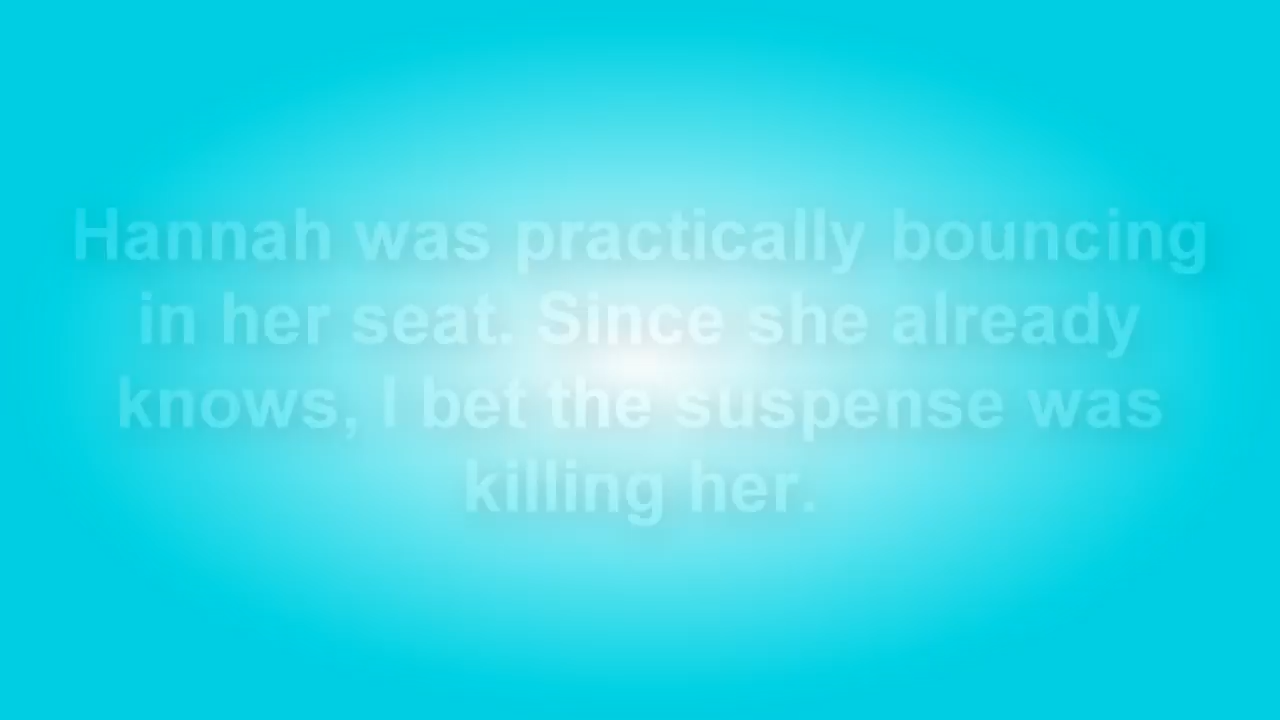 Hannah was practically bouncing
in her seat. Since she already
knows, I bet the suspense was
killing her.